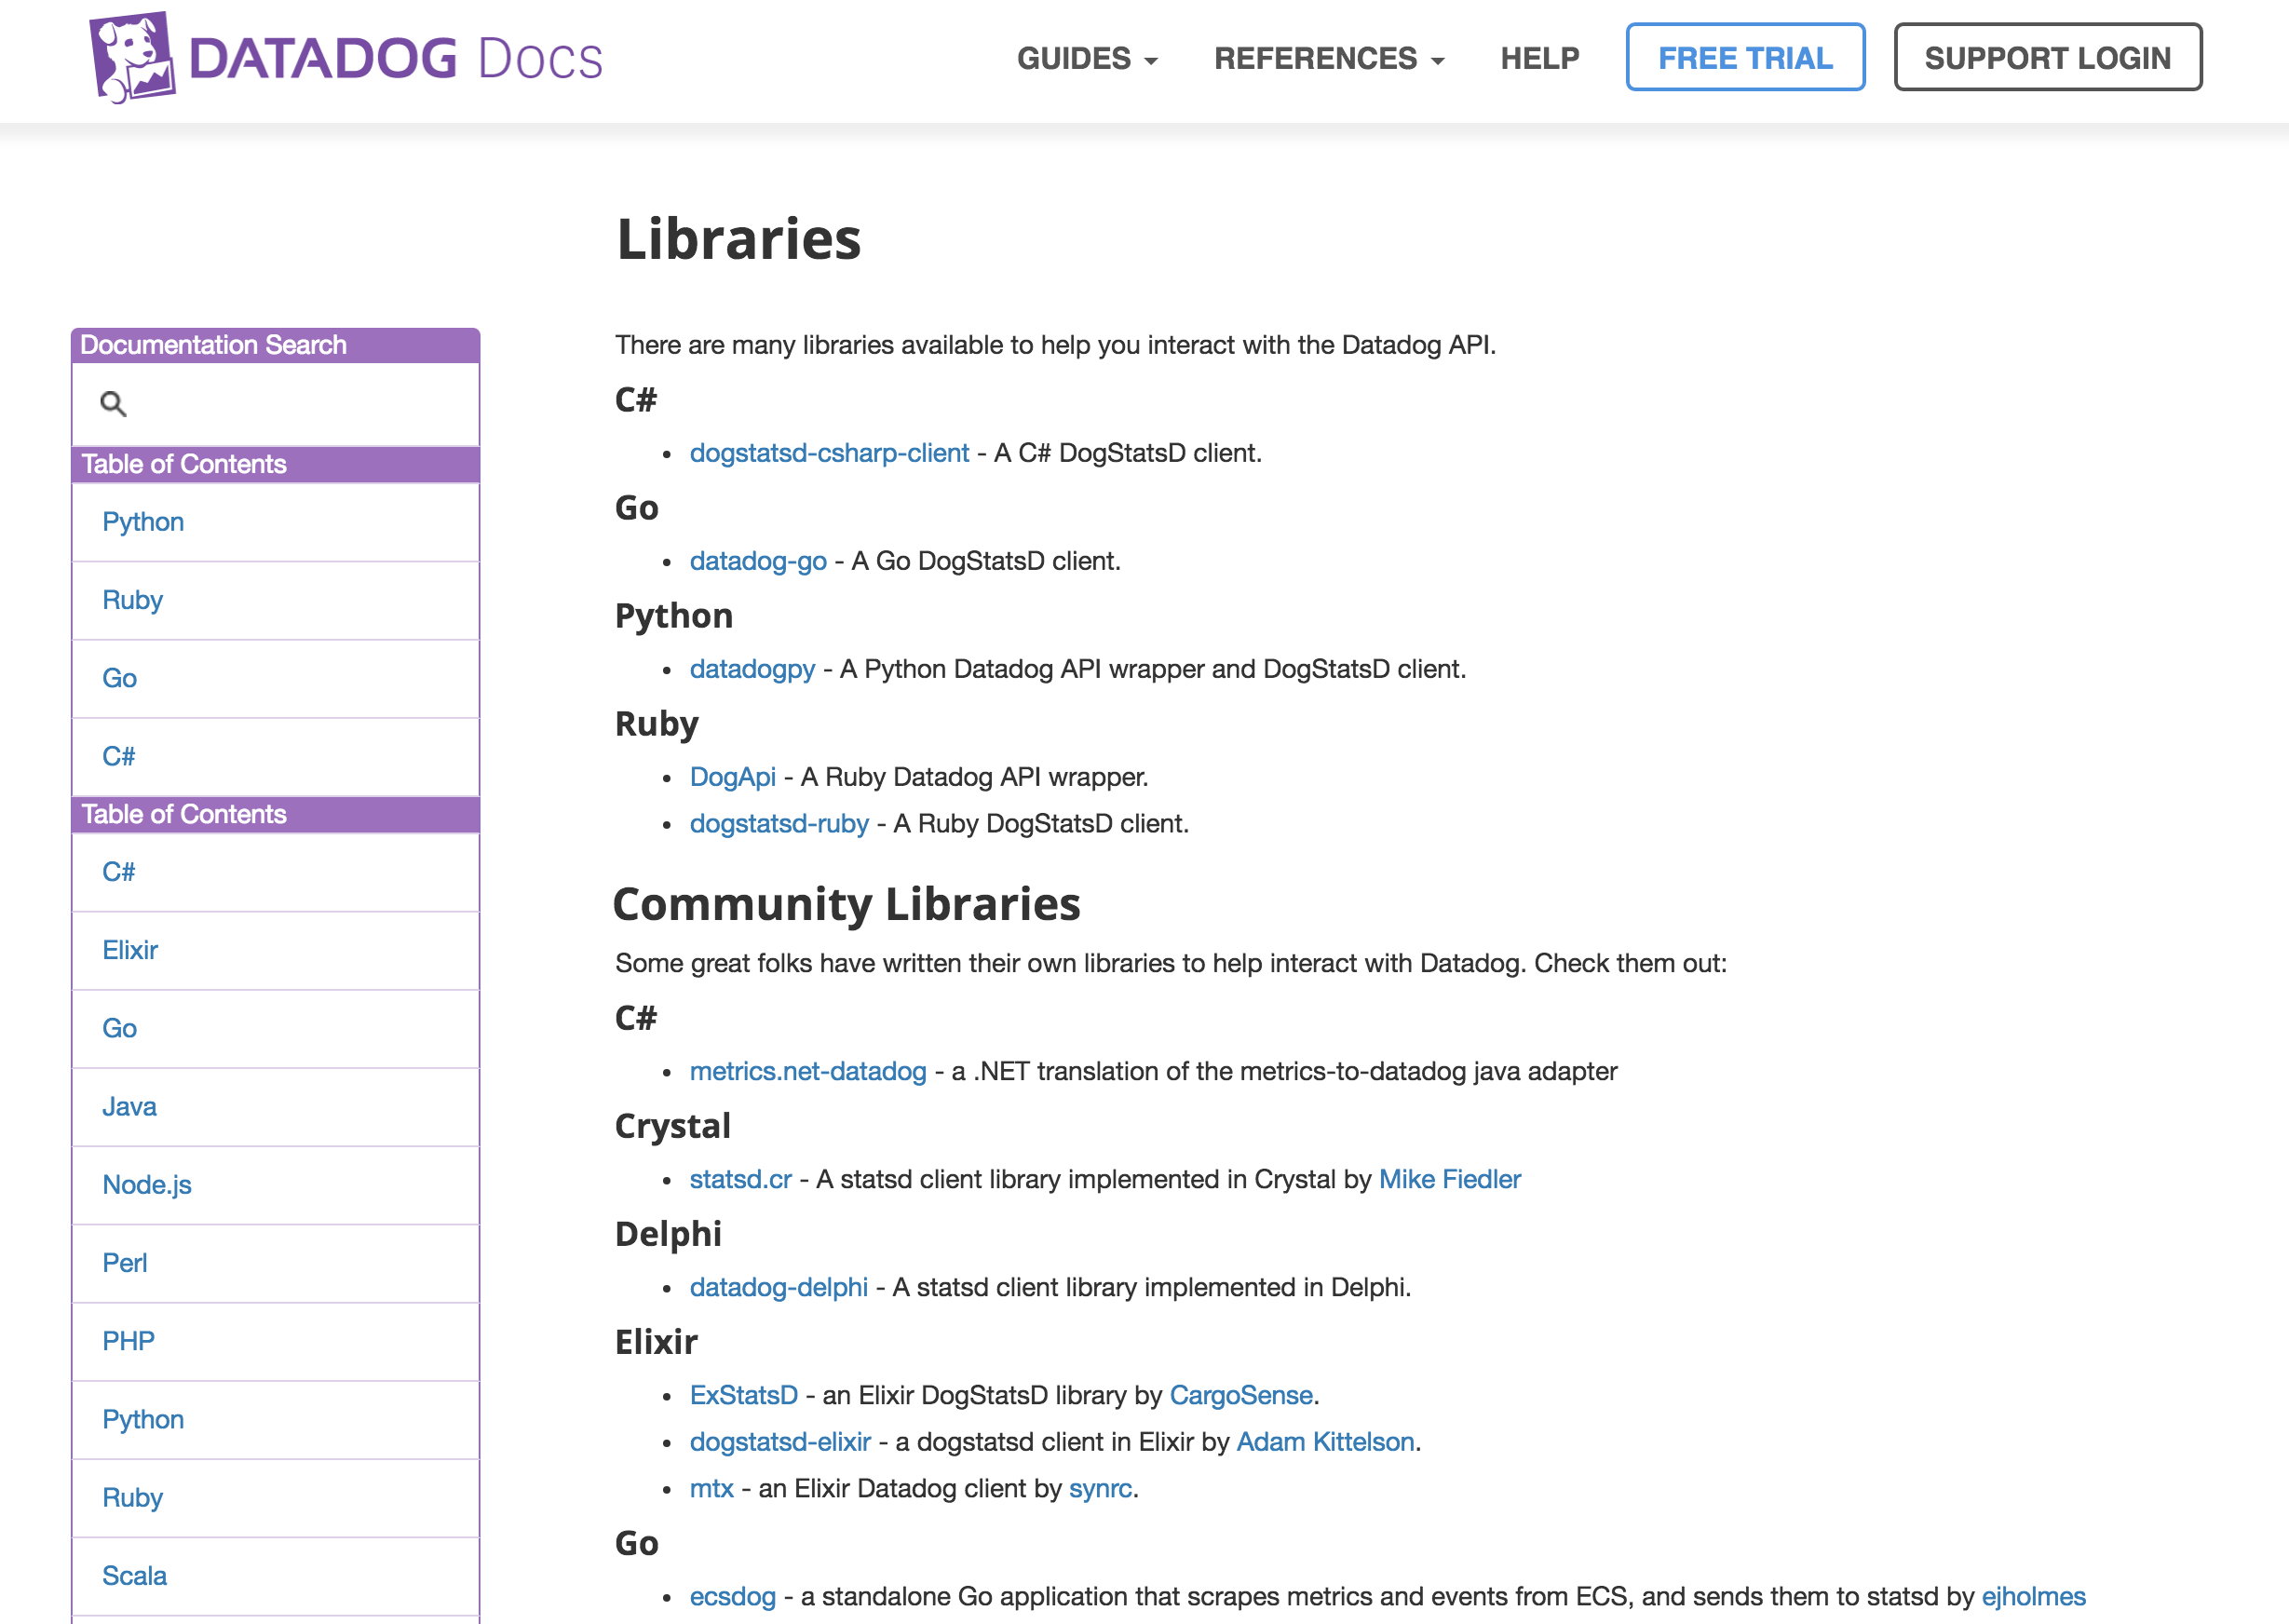 DATADOG Docs
GUIDES
REFERENCES
HELP
FREE TRIAL
SUPPORT LOGIN
Documentation Search
Table of Contents
Python
Ruby
Go
C#
Table of Contents
C#
Elixir
Go
Java
Node.js
Perl
PHP
Python
Ruby
Scala
Libraries
There are many libraries available to help you interact with the Datadog API.
C#
• dogstatsd-csharp-client - A C# DogStatsD client.
Go
• datadog-go - A Go DogStatsD client.
Python
• datadogpy - A Python Datadog API wrapper and DogStatsD client.
Ruby
• DogApi - A Ruby Datadog API wrapper.
• dogstatsd-ruby - A Ruby DogStatsD client.
Community Libraries
Some great folks have written their own libraries to help interact with Datadog. Check them out:
C#
• metrics.net-datadog - a .NET translation of the metrics-to-datadog java adapter
Crystal
• statsd.cr - A statsd client library implemented in Crystal by Mike Fiedler
Delphi
• datadog-delphi - A statsd client library implemented in Delphi.
Elixir
• ExStatsD - an Elixir DogStatsD library by CargoSense.
• dogstatsd-elixir - a dogstatsd client in Elixir by Adam Kittelson.
• mtx - an Elixir Datadog client by synrc.
Go
• ecsdog - a standalone Go application that scrapes metrics and events from ECS, and sends them to statsd by ejholmes